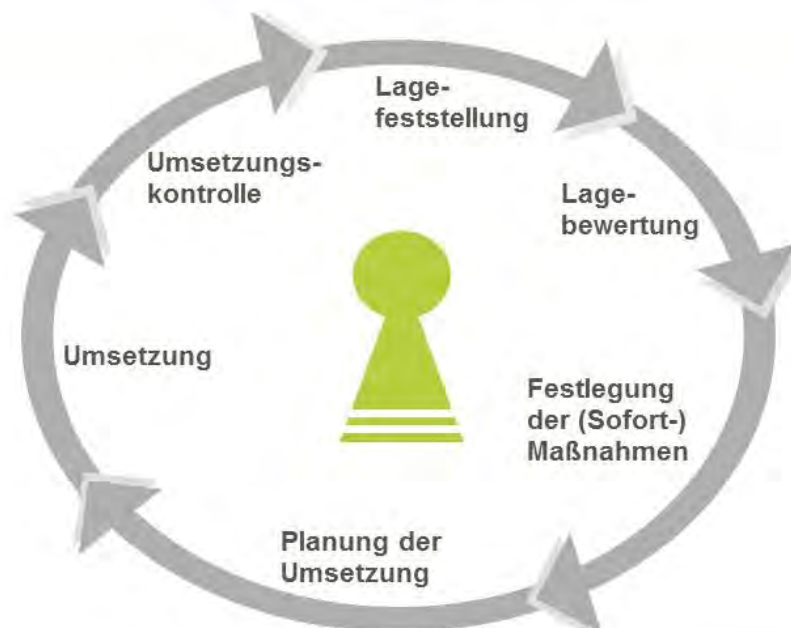 Lage-
feststellung
Lage-
bewertung
Festlegung
der (Sofort-)
Maßnahmen
Planung der
Umsetzung
Umsetzung
Umsetzungs-
kontrolle